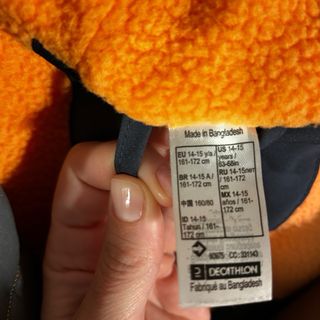 Made in Bangladesh
EU 14-15 y/a /
161-172 cm
US 14-15
years /
63-68in
BR 14-15 A /
161-172 cm
RU 14-15лет
/ 161-172
cm
中国 160/80
MX 14-15
años / 161-
172 cm
ID 14-15
Tahun / 161-
172 cm
CC: 331143
DECATHLON
Fabriqué au Bangladesh